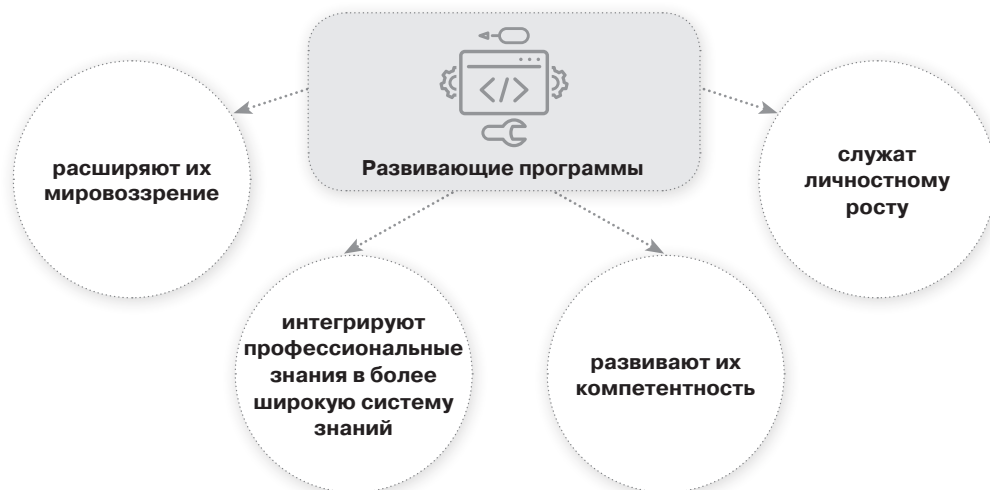 </>
Развивающие программы
расширяют их
мировоззрение
интегрируют
профессиональные
знания в более
широкую систему
знаний
развивают их
компетентность
служат
личностному
росту